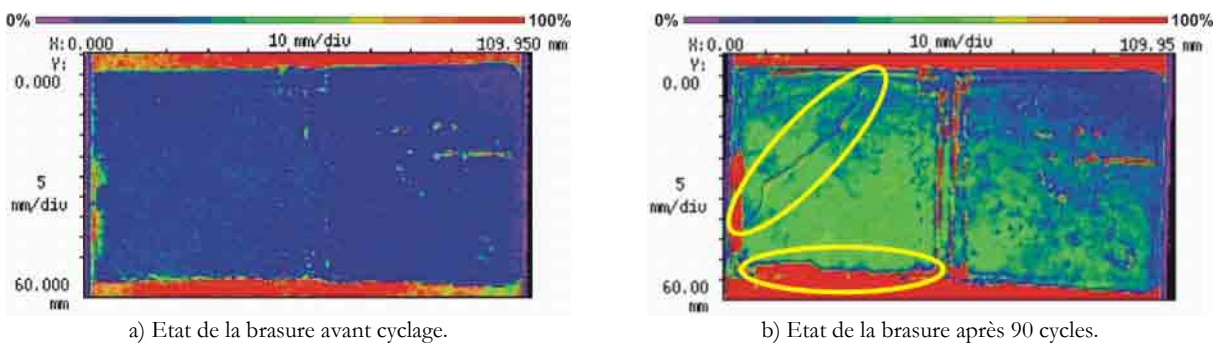 0% 100%
X: 0.000 10 mm/div 109.950 mm
Y:
0.000
5
mm/div
60.000
mm
a) Etat de la brasure avant cyclage.
0% 100%
X: 0.00 10 mm/div 109.95 mm
Y:
0.00
5
mm/div
60.00
mm
b) Etat de la brasure après 90 cycles.